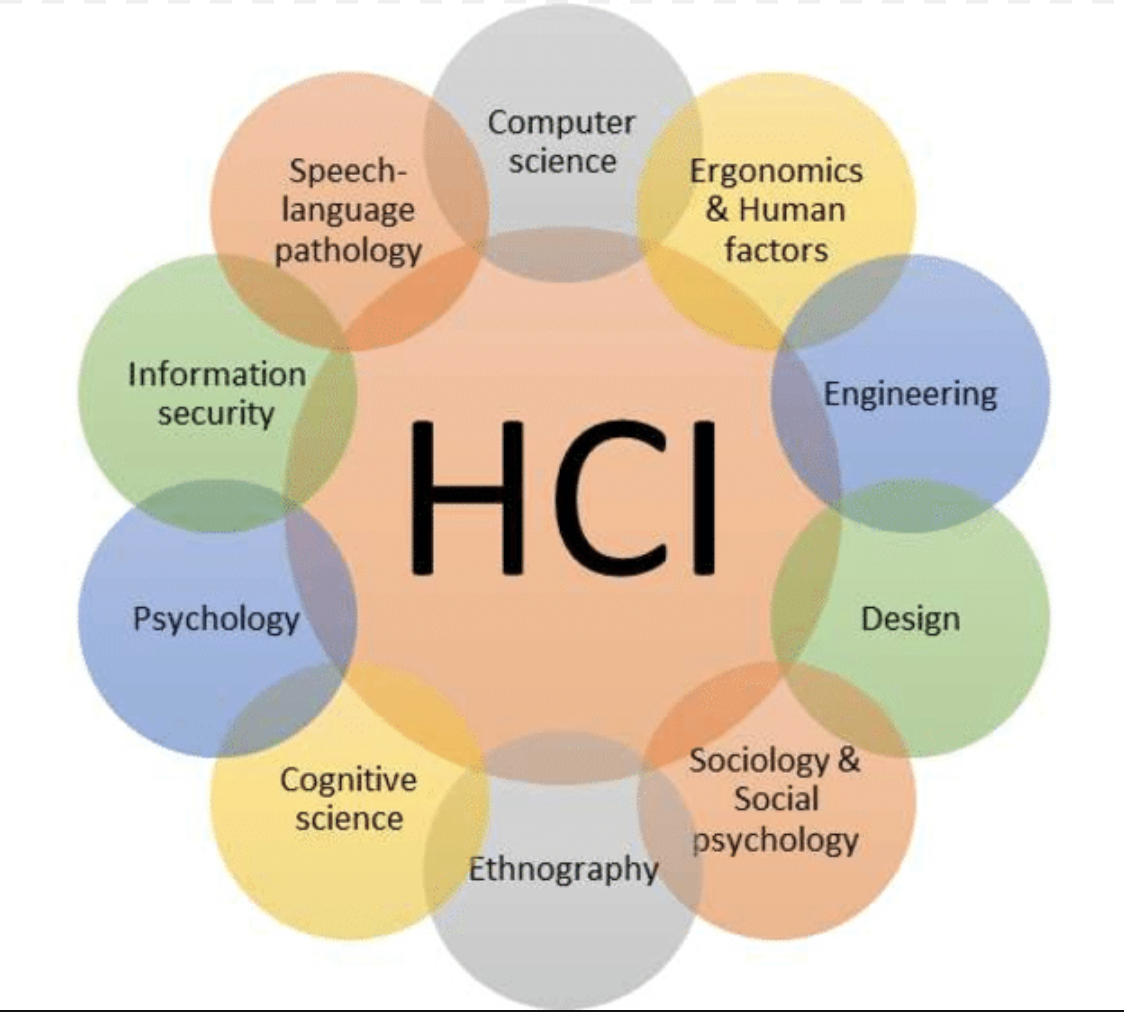 Computer
science
Ergonomics
& Human
factors
Engineering
Design
Sociology &
Social
psychology
Ethnography
Cognitive
science
Psychology
Information
security
Speech-
language
pathology
HCI